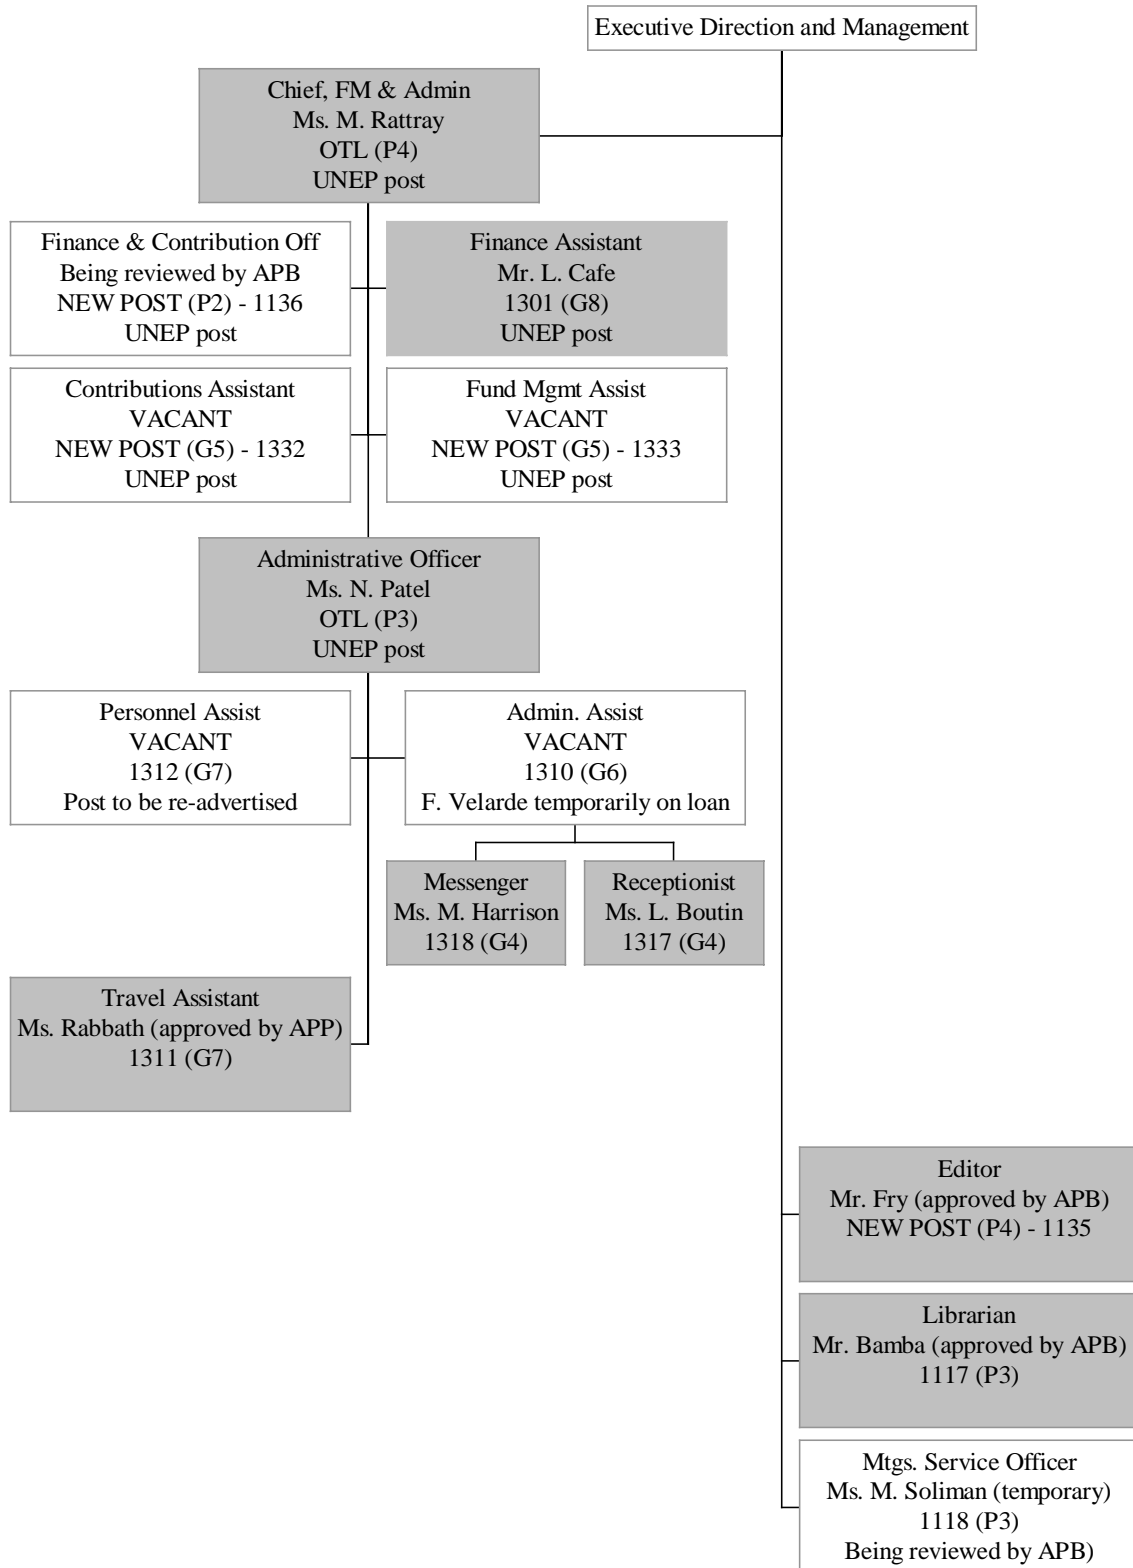 Executive Direction and Management
Chief, FM & Admin
Ms. M. Rattray
OTL (P4)
UNEP post
Finance & Contribution Off
Being reviewed by APB
NEW POST (P2) - 1136
UNEP post
Finance Assistant
Mr. L. Cafe
1301 (G8)
UNEP post
Contributions Assistant
VACANT
NEW POST (G5) - 1332
UNEP post
Fund Mgmt Assist
VACANT
NEW POST (G5) - 1333
UNEP post
Administrative Officer
Ms. N. Patel
OTL (P3)
UNEP post
Personnel Assist
VACANT
1312 (G7)
Post to be re-advertised
Admin. Assist
VACANT
1310 (G6)
F. Velarde temporarily on loan
Messenger
Ms. M. Harrison
1318 (G4)
Receptionist
Ms. L. Boutin
1317 (G4)
Travel Assistant
Ms. Rabbath (approved by APP)
1311 (G7)
Editor
Mr. Fry (approved by APB)
NEW POST (P4) - 1135
Librarian
Mr. Bamba (approved by APB)
1117 (P3)
Mtgs. Service Officer
Ms. M. Soliman (temporary)
1118 (P3)
Being reviewed by APB)